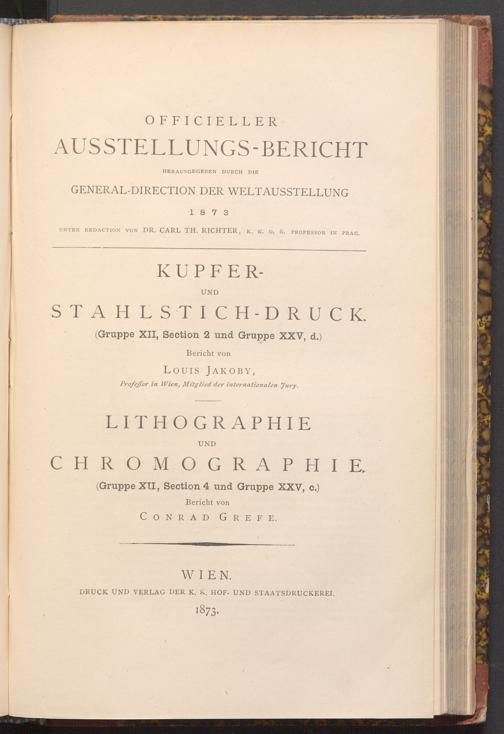 OFFICIELLER
AUSSTELLUNGS-BERICHT
HERAUSGEGEBEN DURCH DIE
GENERAL-DIRECTION DER WELTAUSSTELLUNG
1873
UNTER REDACTION VON DR. CARL TH. RICHTER, K. K. O. Ö. PROFESSOR IN PRAG.
KUPFER-
UND
STAHLSTICH-DRUCK.
(Gruppe XII, Section 2 und Gruppe XXV, d.)
Bericht von
LOUIS JAKOBY,
Professor in Wien, Mitglied der internationalen Jury.
LITHOGRAPHIE
UND
CHROMOGRAPHIE.
(Gruppe XII, Section 4 und Gruppe XXV, c.)
Bericht von
CONRAD GREFE.
WIEN.
DRUCK UND VERLAG DER K. K. HOF- UND STAATSDRUCKEREI.
1873.